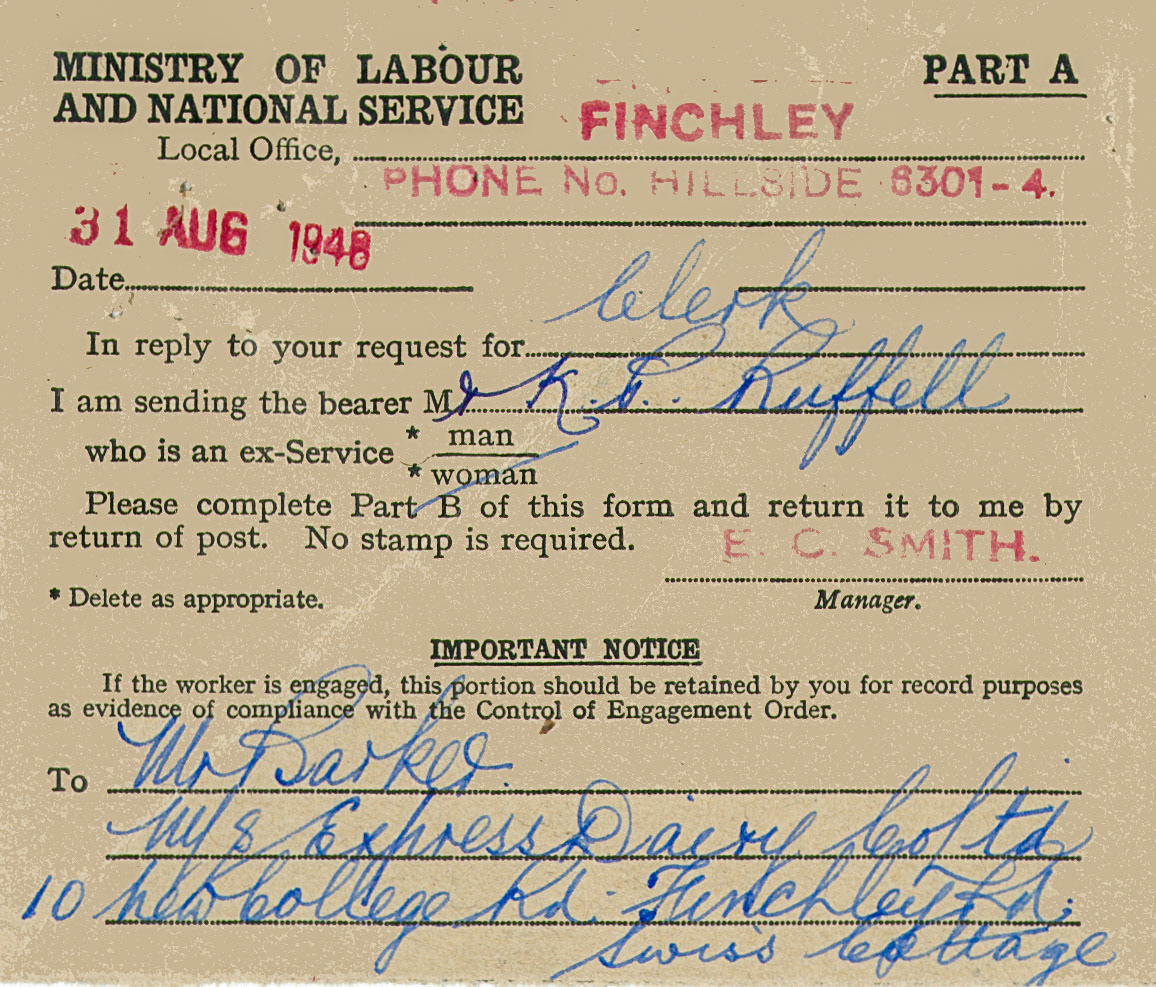 MINISTRY OF LABOUR PART A
AND NATIONAL SERVICE FINCHLEY
Local Office,
PHONE No. HILLSIDE 6301-4.
31 AUG 1948
Date
In reply to your request for Clerk
I am sending the bearer Mr K. P. Ruffell
who is an ex-Service * man
* woman
Please complete Part B of this form and return it to me by
return of post. No stamp is required. E. C. SMITH.
* Delete as appropriate. Manager.
IMPORTANT NOTICE
If the worker is engaged, this portion should be retained by you for record purposes
as evidence of compliance with the Control of Engagement Order.
To Mr Barker.
M/s Express Dairy Co Ltd
10 New College Rd. Finchley Rd.
Swiss Cottage